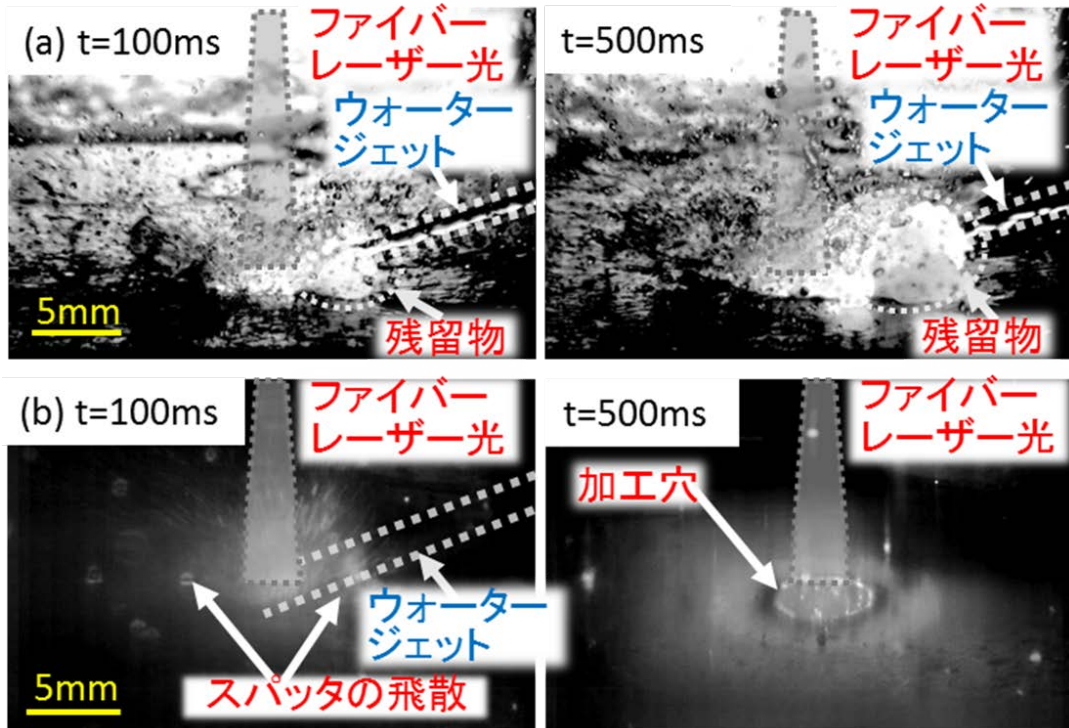 (a) t=100ms
ファイバー
レーザー光
ウォーター
ジェット
5mm
残留物
t=500ms
ファイバー
レーザー光
ウォーター
ジェット
残留物
(b) t=100ms
ファイバー
レーザー光
ウォーター
ジェット
5mm
スパッタの飛散
t=500ms
ファイバー
レーザー光
加工穴